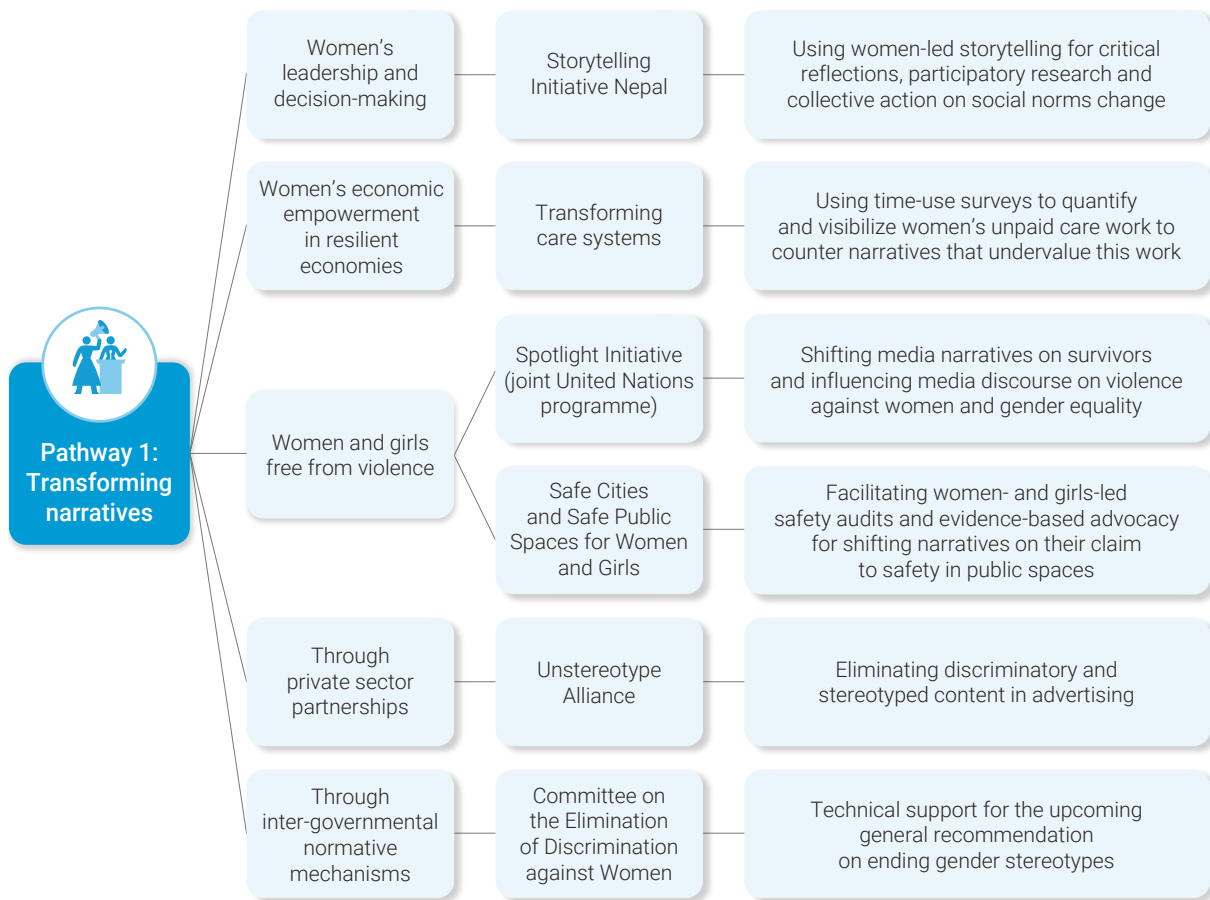 Pathway 1:
Transforming
narratives
Women’s
leadership and
decision-making
Storytelling
Initiative Nepal
Using women-led storytelling for critical
reflections, participatory research and
collective action on social norms change
Women’s economic
empowerment
in resilient
economies
Transforming
care systems
Using time-use surveys to quantify
and visibilize women’s unpaid care work to
counter narratives that undervalue this work
Women and girls
free from violence
Spotlight Initiative
(joint United Nations
programme)
Shifting media narratives on survivors
and influencing media discourse on violence
against women and gender equality
Safe Cities
and Safe Public
Spaces for Women
and Girls
Facilitating women- and girls-led
safety audits and evidence-based advocacy
for shifting narratives on their claim
to safety in public spaces
Through
private sector
partnerships
Unstereotype
Alliance
Eliminating discriminatory and
stereotyped content in advertising
Through
inter-governmental
normative
mechanisms
Committee on
the Elimination
of Discrimination
against Women
Technical support for the upcoming
general recommendation
on ending gender stereotypes